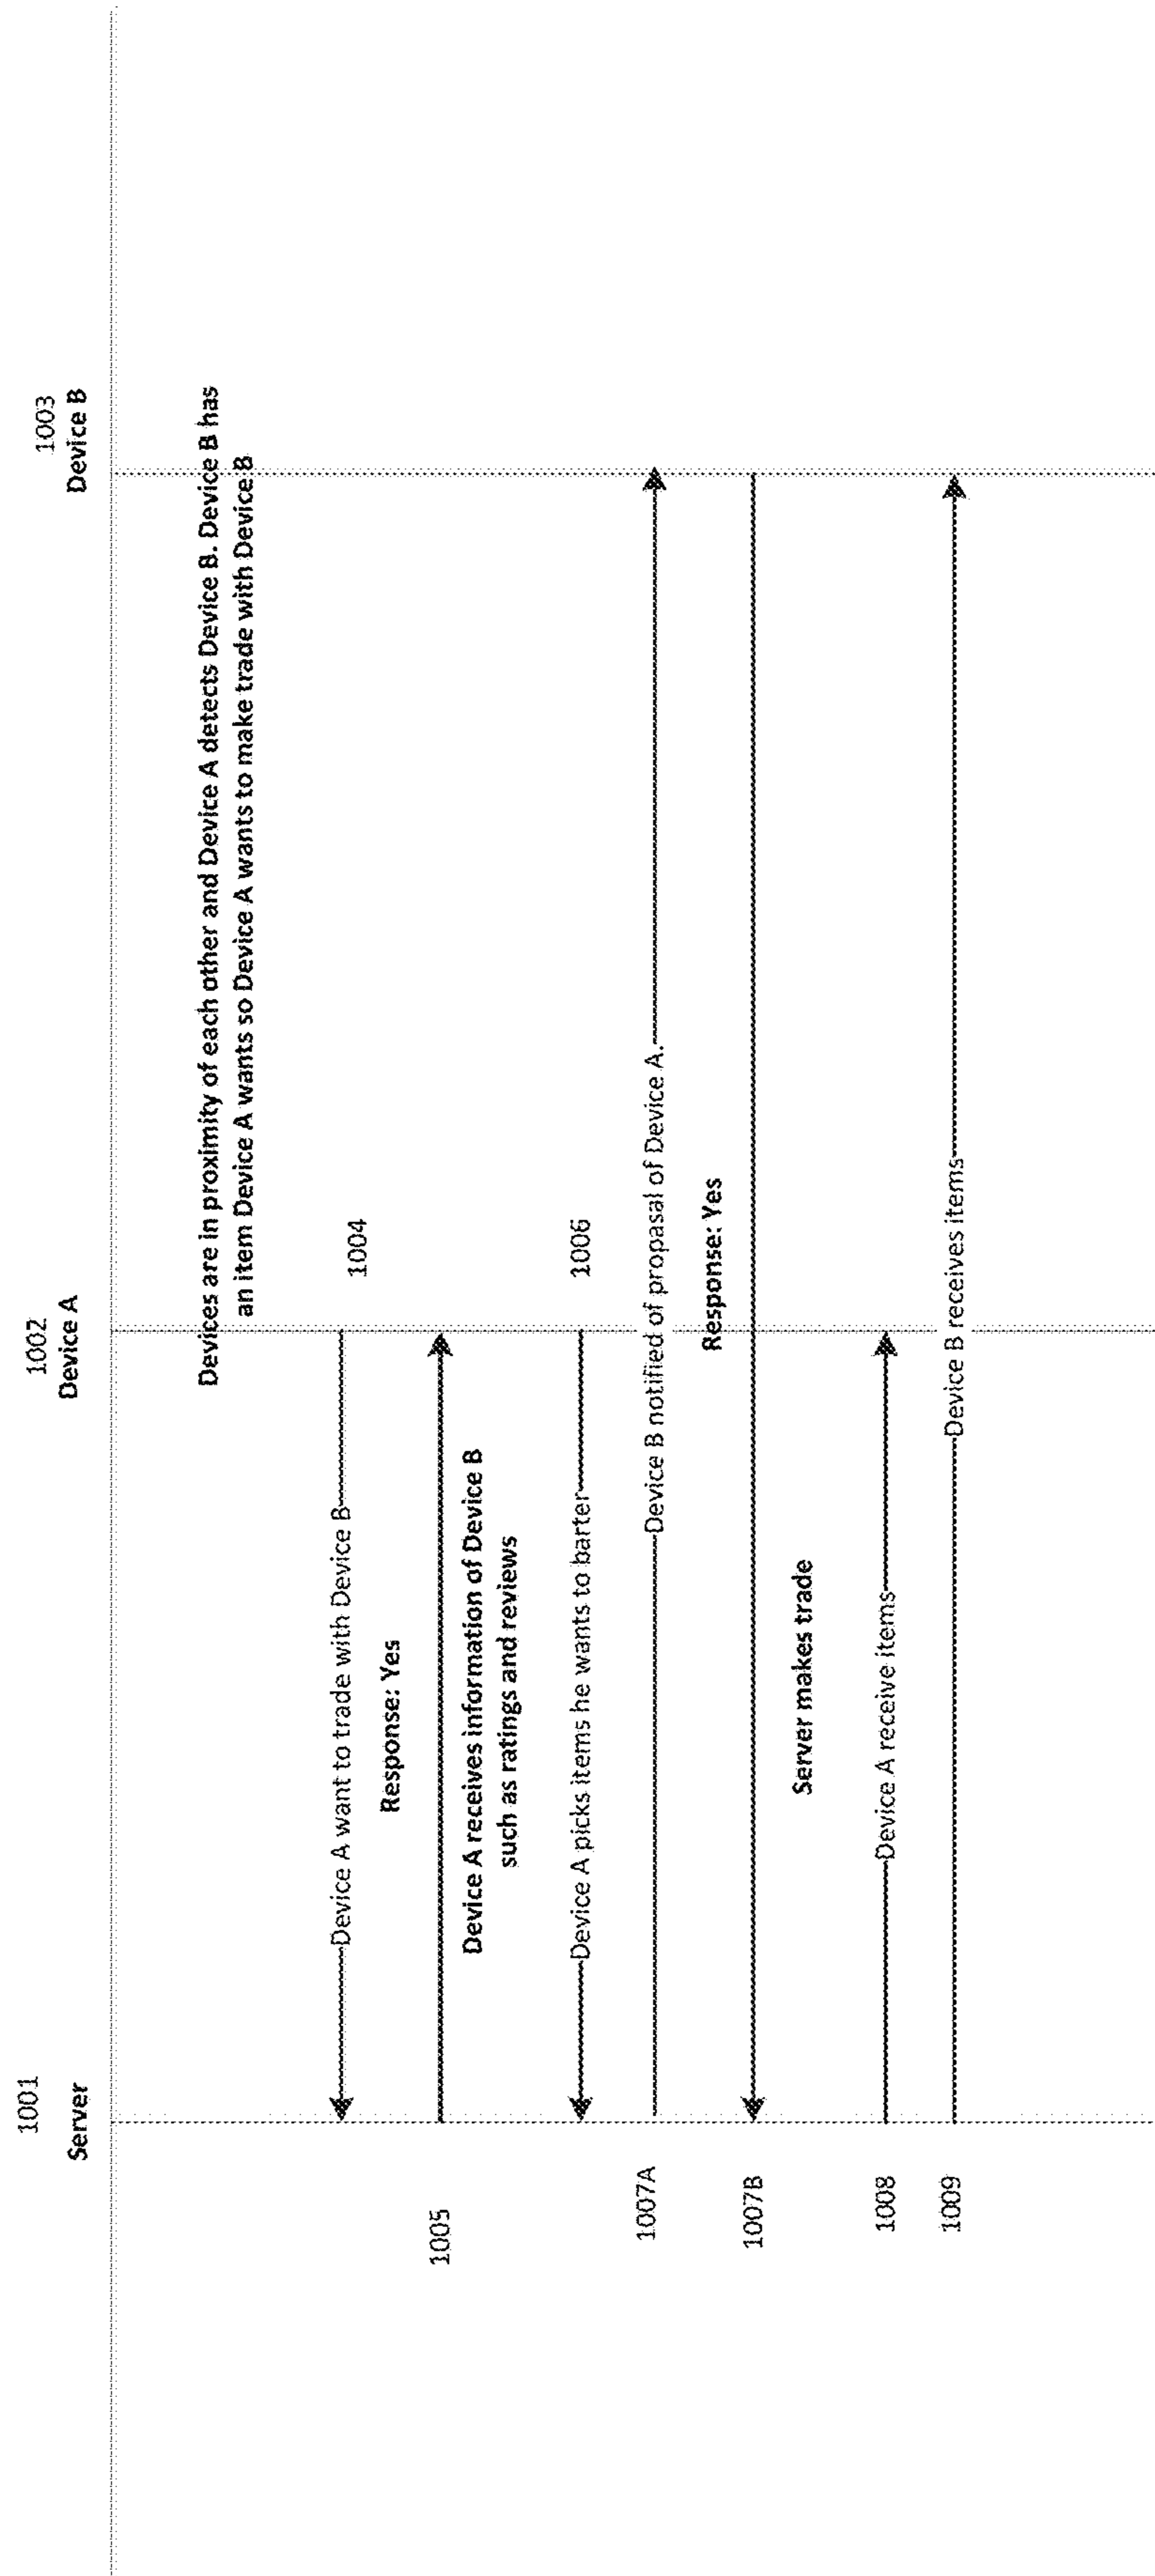 1001
Server
1002
Device A
1003
Device B
Devices are in proximity of each other and Device A detects Device B. Device B has
an item Device A wants so Device A wants to make trade with Device B
1004
Device A want to trade with Device B
Response: Yes
1005
Device A receives information of Device B
such as ratings and reviews
1006
Device A picks items he wants to barter
1007A
Device B notified of propasal of Device A.
Response: Yes
1007B
Server makes trade
1008
Device A receive items
1009
Device B receives items